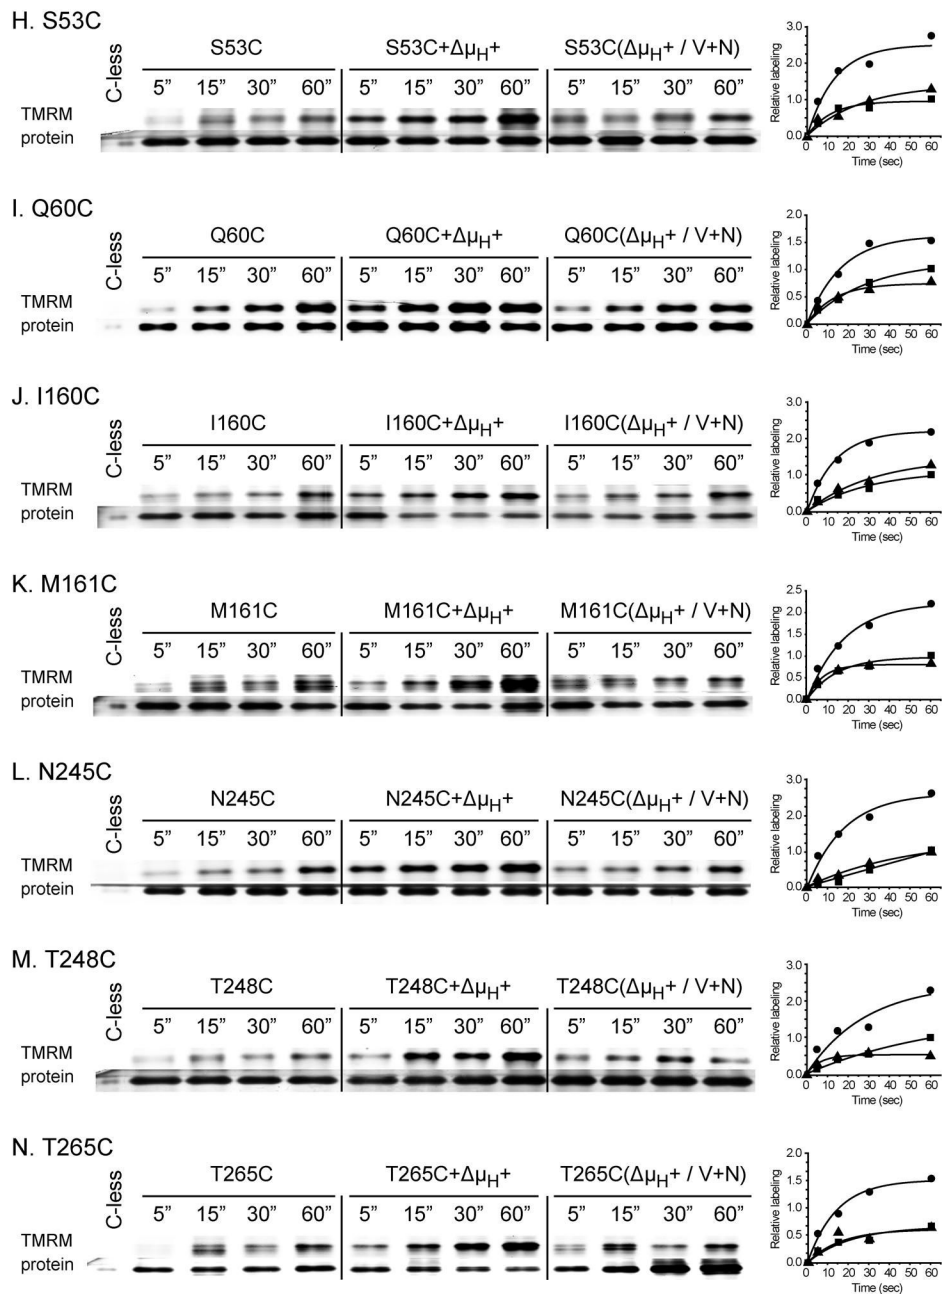 H. S53C
C-less
S53C S53C+ΔμH+ S53C(ΔμH+ / V+N)
5” 15” 30” 60” 5” 15” 30” 60” 5” 15” 30” 60”
TMRM
protein
Relative labeling
3.0
2.0
1.0
0.0
0 10 20 30 40 50 60
Time (sec)
I. Q60C
C-less
Q60C Q60C+ΔμH+ Q60C(ΔμH+ / V+N)
5” 15” 30” 60” 5” 15” 30” 60” 5” 15” 30” 60”
TMRM
protein
Relative labeling
2.0
1.5
1.0
0.5
0.0
0 10 20 30 40 50 60
Time (sec)
J. I160C
C-less
I160C I160C+ΔμH+ I160C(ΔμH+ / V+N)
5” 15” 30” 60” 5” 15” 30” 60” 5” 15” 30” 60”
TMRM
protein
Relative labeling
3.0
2.0
1.0
0.0
0 10 20 30 40 50 60
Time (sec)
K. M161C
C-less
M161C M161C+ΔμH+ M161C(ΔμH+ / V+N)
5” 15” 30” 60” 5” 15” 30” 60” 5” 15” 30” 60”
TMRM
protein
Relative labeling
2.5
2.0
1.5
1.0
0.5
0.0
0 10 20 30 40 50 60
Time (sec)
L. N245C
C-less
N245C N245C+ΔμH+ N245C(ΔμH+ / V+N)
5” 15” 30” 60” 5” 15” 30” 60” 5” 15” 30” 60”
TMRM
protein
Relative labeling
3.0
2.0
1.0
0.0
0 10 20 30 40 50 60
Time (sec)
M. T248C
C-less
T248C T248C+ΔμH+ T248C(ΔμH+ / V+N)
5” 15” 30” 60” 5” 15” 30” 60” 5” 15” 30” 60”
TMRM
protein
Relative labeling
3.0
2.0
1.0
0.0
0 10 20 30 40 50 60
Time (sec)
N. T265C
C-less
T265C T265C+ΔμH+ T265C(ΔμH+ / V+N)
5” 15” 30” 60” 5” 15” 30” 60” 5” 15” 30” 60”
TMRM
protein
Relative labeling
2.0
1.5
1.0
0.5
0.0
0 10 20 30 40 50 60
Time (sec)